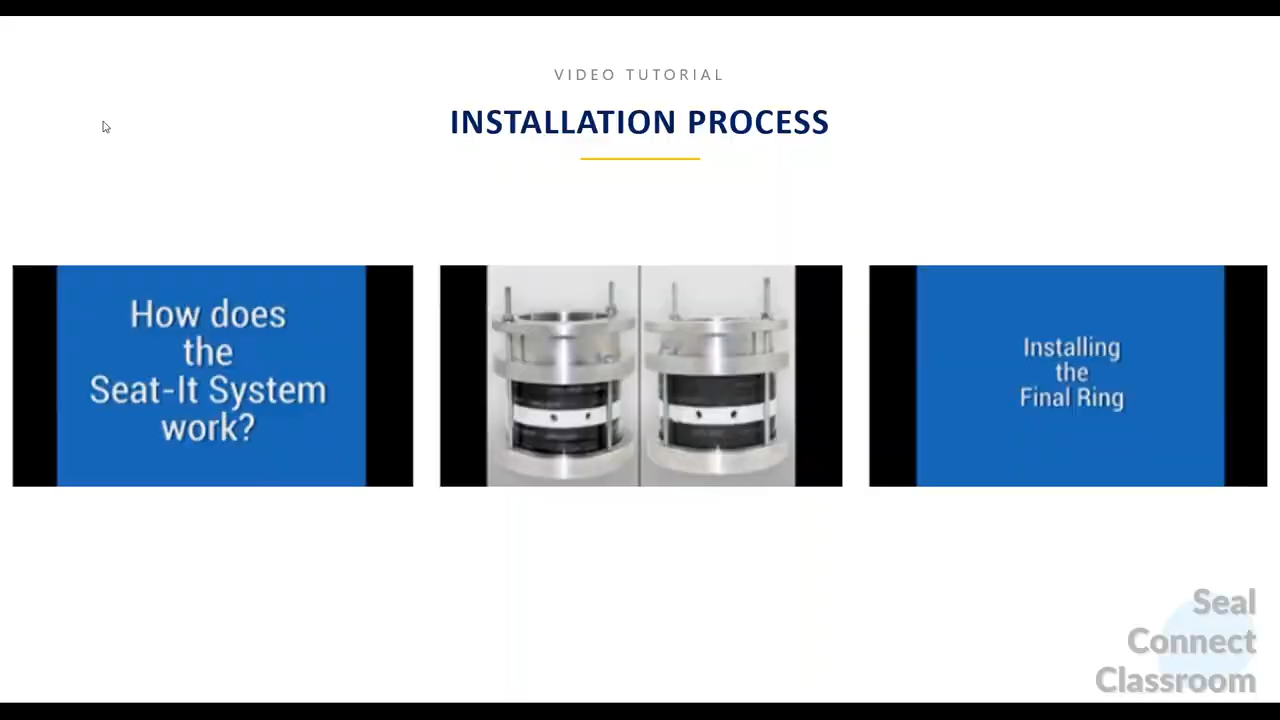 VIDEO TUTORIAL
INSTALLATION PROCESS
How does
the
Seat-It System
work?
Installing
the
Final Ring
Seal
Connect
Classroom